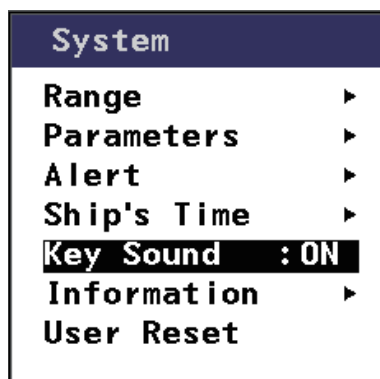 System
Range ▸
Parameters ▸
Alert ▸
Ship's Time ▸
Key Sound : ON
Information ▸
User Reset